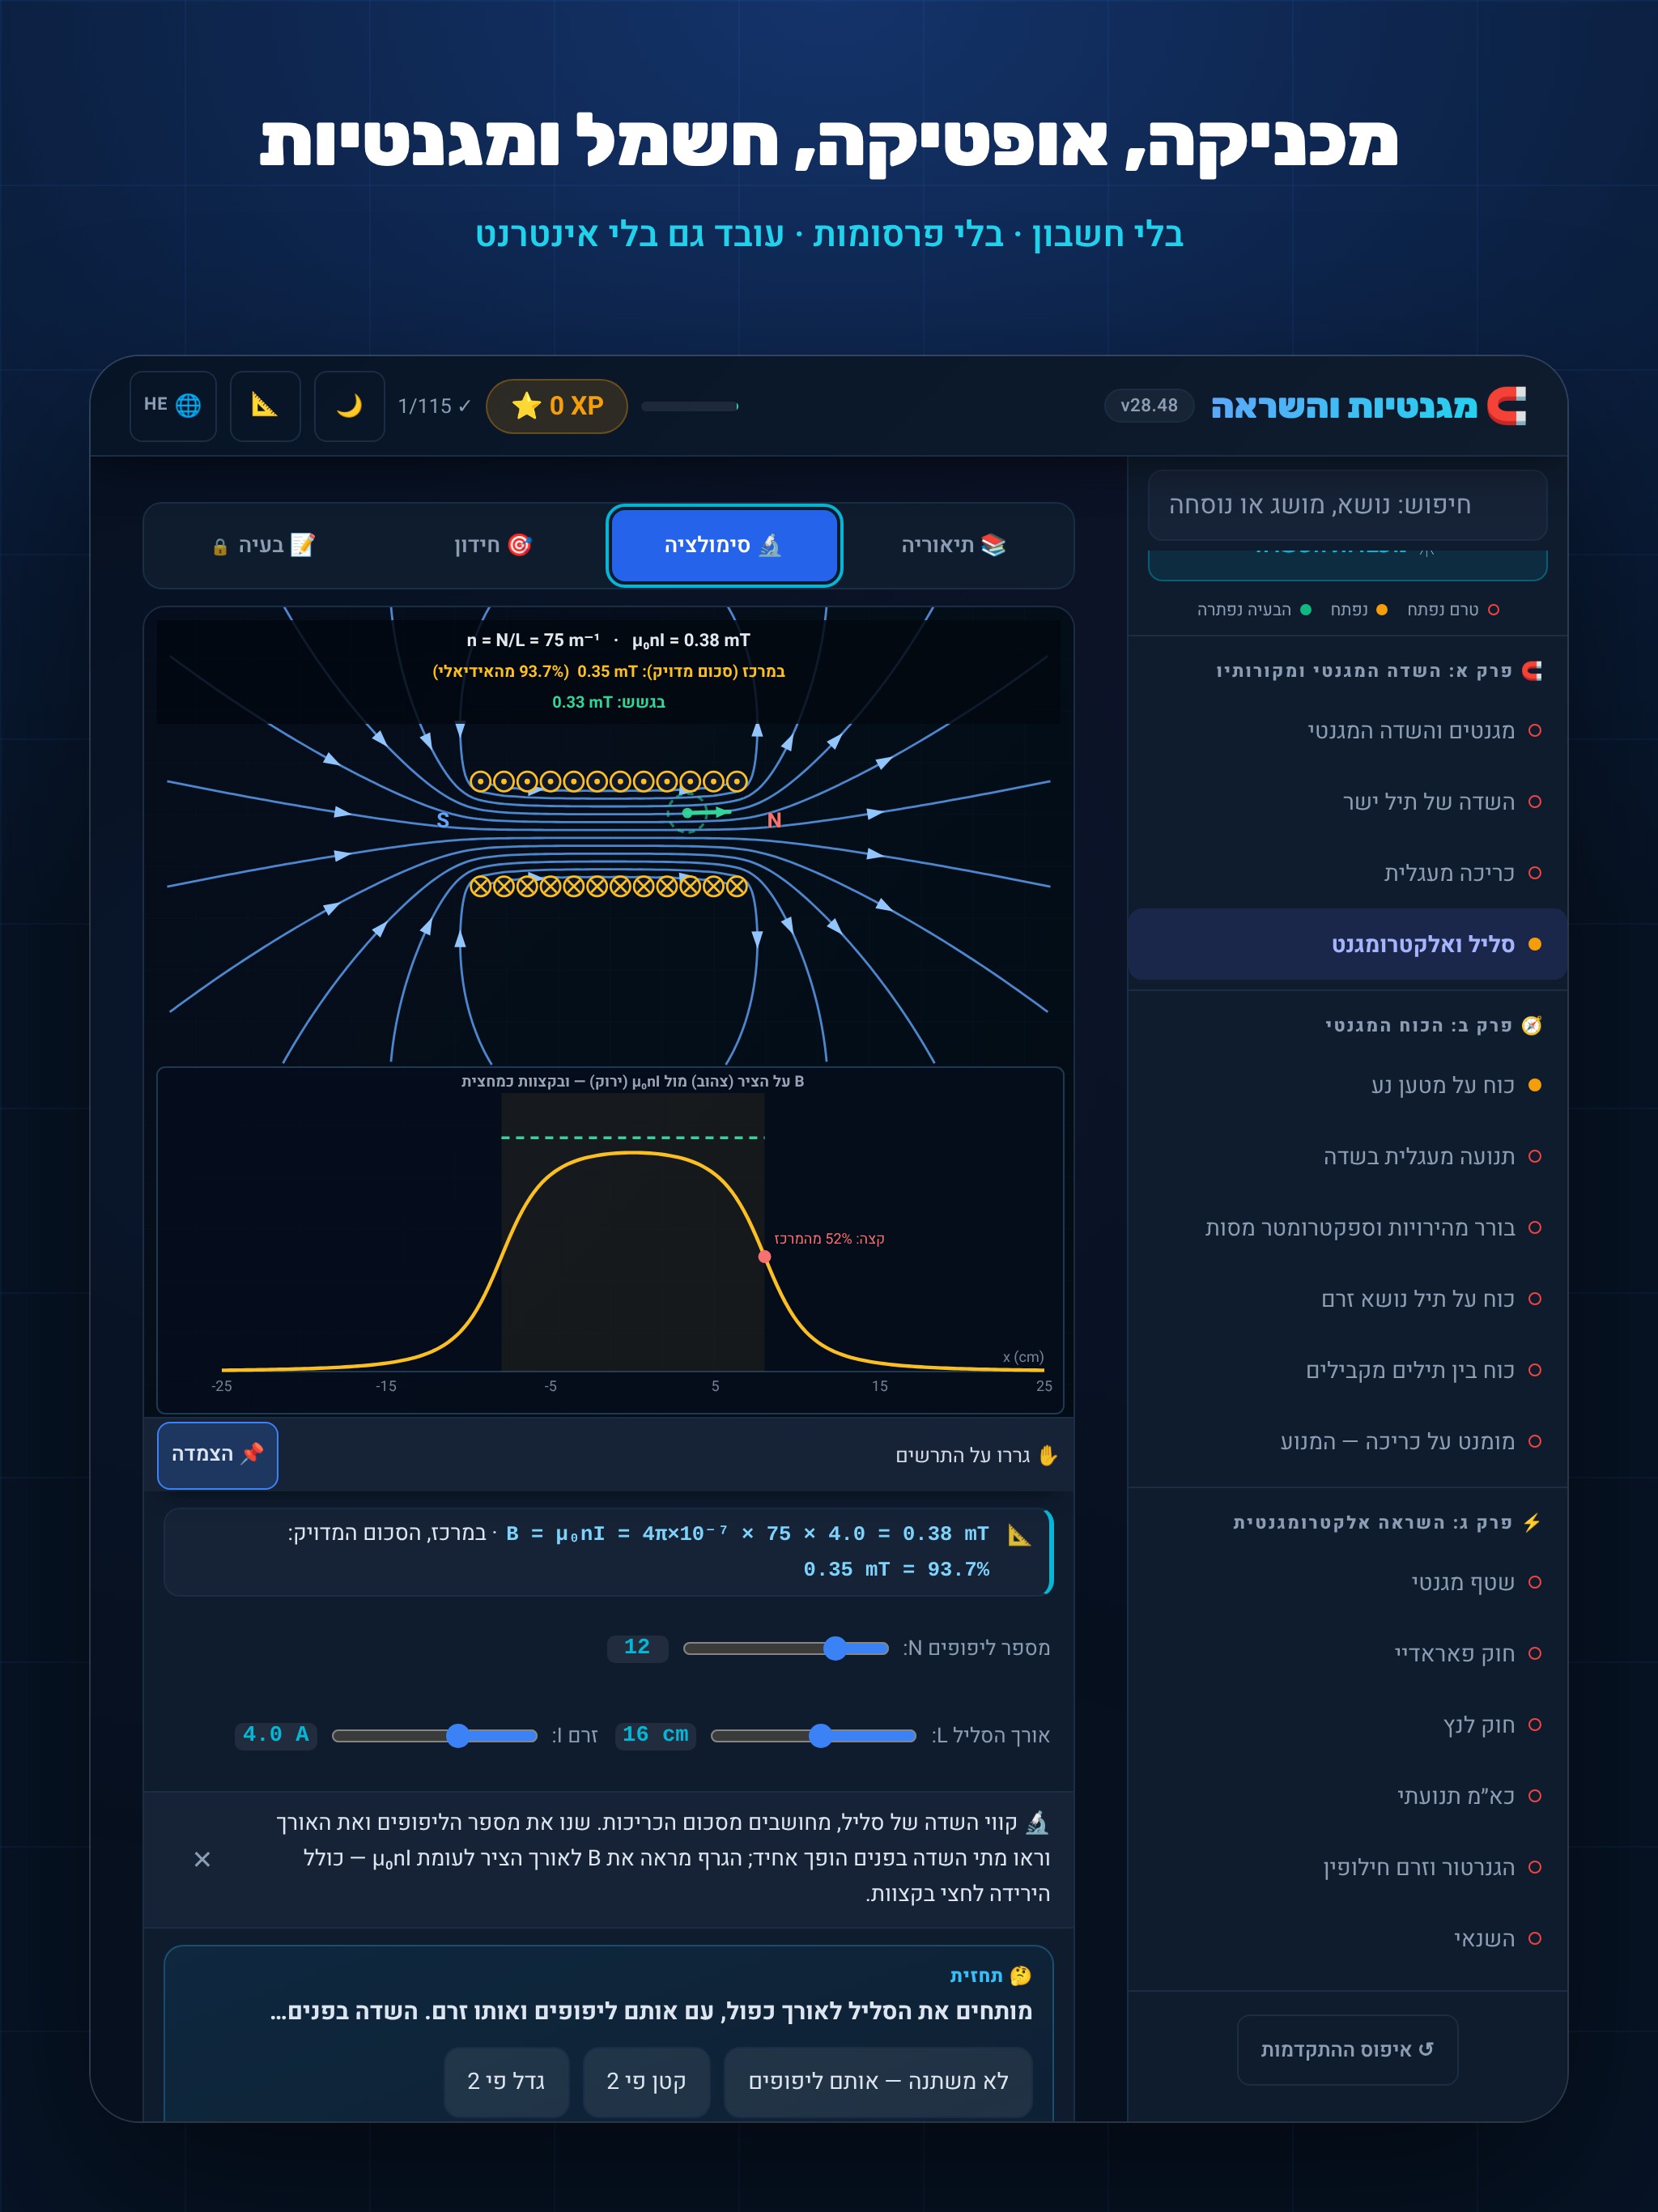 מכניקה, אופטיקה, חשמל ומגנטיות
בלי חשבון · בלי פרסומות · עובד גם בלי אינטרנט
🧲 מגנטיות והשראה v28.48
⭐ 0 XP
1/115 ✓
🌐 HE
חיפוש: נושא, מושג או נוסחה
טרם נפתח
נפתח
הבעיה נפתרה
🧲 פרק א: השדה המגנטי ומקורותיו
מגנטים והשדה המגנטי
השדה של תיל ישר
כריכה מעגלית
סליל ואלקטרומגנט
🧭 פרק ב: הכוח המגנטי
כוח על מטען נע
תנועה מעגלית בשדה
בורר מהירויות וספקטרומטר מסות
כוח על תיל נושא זרם
כוח בין תילים מקבילים
מומנט על כריכה — המנוע
⚡ פרק ג: השראה אלקטרומגנטית
שטף מגנטי
חוק פאראדיי
חוק לנץ
כא״מ תנועתי
הגנרטור וזרם חילופין
השנאי
↺ איפוס ההתקדמות
📚 תיאוריה
🔬 סימולציה
🎯 חידון
📝 בעיה 🔒
n = N/L = 75 m⁻¹ · μ₀nI = 0.38 mT
במרכז (סכום מדויק): 0.35 mT (93.7% מהאידיאלי)
בגשש: 0.33 mT
S
N
B על הציר (צהוב) מול μ₀nI (ירוק) — ובקצוות כמחצית
קצה: 52% מהמרכז
x (cm)
-25 -15 -5 5 15 25
✋ גררו על התרשים
📌 הצמדה
📐 B = μ₀nI = 4π×10⁻⁷ × 75 × 4.0 = 0.38 mT · במרכז, הסכום המדויק:
0.35 mT = 93.7%
מספר ליפופים N: 12
אורך הסליל L: 16 cm זרם I: 4.0 A
🔬 קווי השדה של סליל, מחושבים מסכום הכריכות. שנו את מספר הליפופים ואת האורך
וראו מתי השדה בפנים הופך אחיד; הגרף מראה את B לאורך הציר לעומת μ₀nI — כולל
הירידה לחצי בקצוות.
✕
🤔 תחזית
מותחים את הסליל לאורך כפול, עם אותם ליפופים ואותו זרם. השדה בפנים…
לא משתנה — אותם ליפופים
קטן פי 2
גדל פי 2